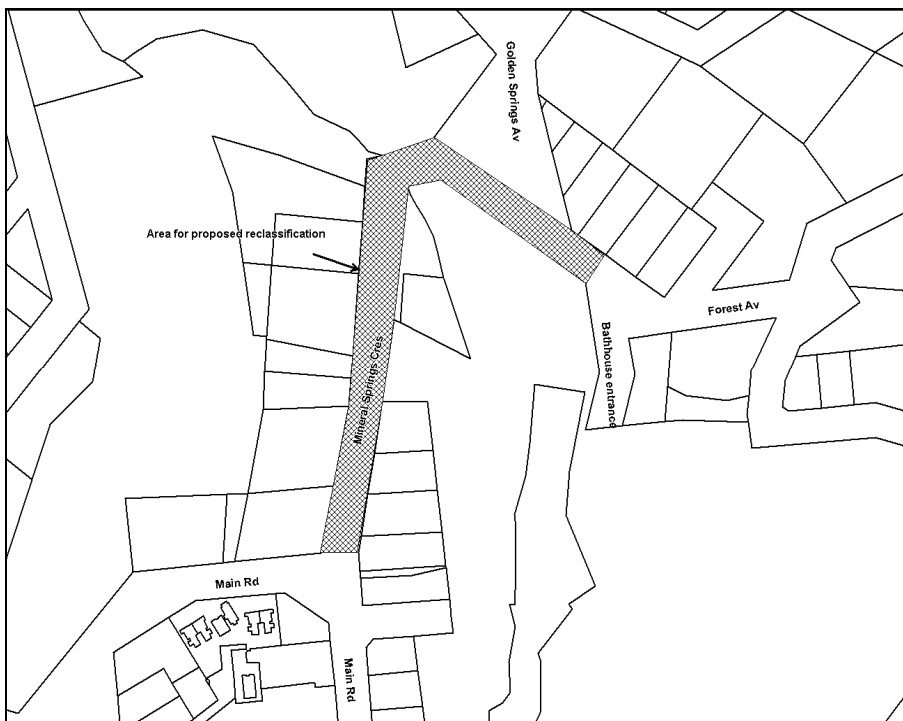 Golden Springs Av
Area for proposed reclassification
Forest Av
Bathhouse entrance
Mineral Springs Cres
Main Rd
Main Rd